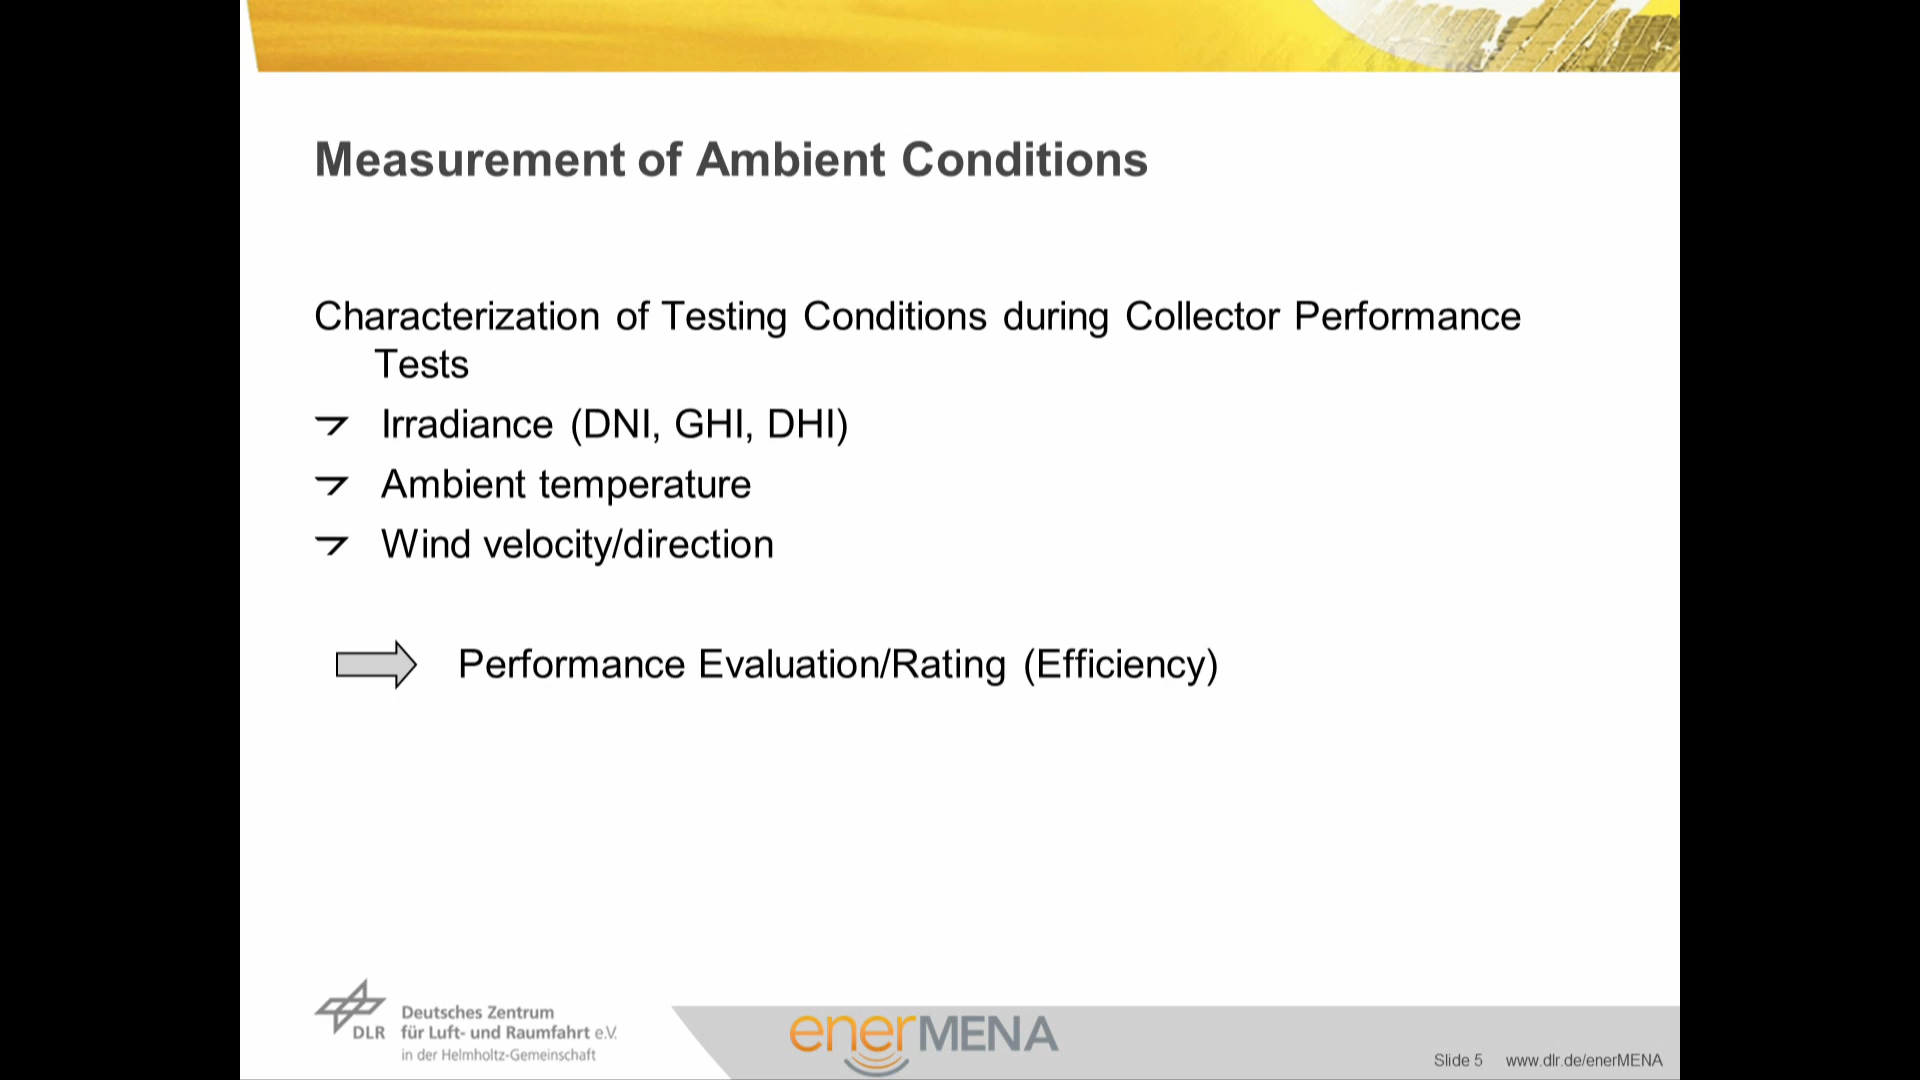 Measurement of Ambient Conditions
Characterization of Testing Conditions during Collector Performance
Tests
Irradiance (DNI, GHI, DHI)
Ambient temperature
Wind velocity/direction
Performance Evaluation/Rating (Efficiency)
DLR
Deutsches Zentrum
für Luft- und Raumfahrt e.V.
in der Helmholtz-Gemeinschaft
enerMENA
Slide 5 www.dlr.de/enerMENA